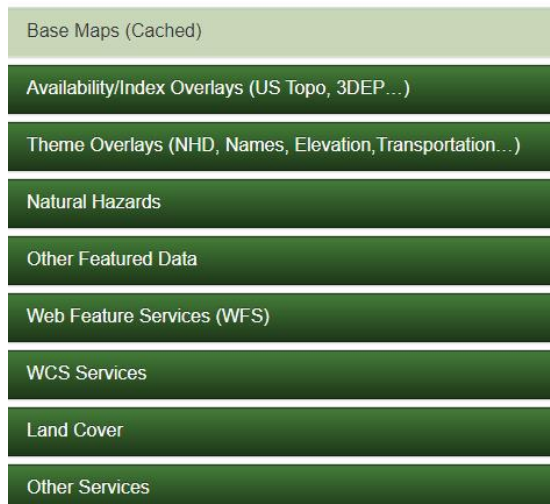 Base Maps (Cached)
Availability/Index Overlays (US Topo, 3DEP...)
Theme Overlays (NHD, Names, Elevation,Transportation...)
Natural Hazards
Other Featured Data
Web Feature Services (WFS)
WCS Services
Land Cover
Other Services